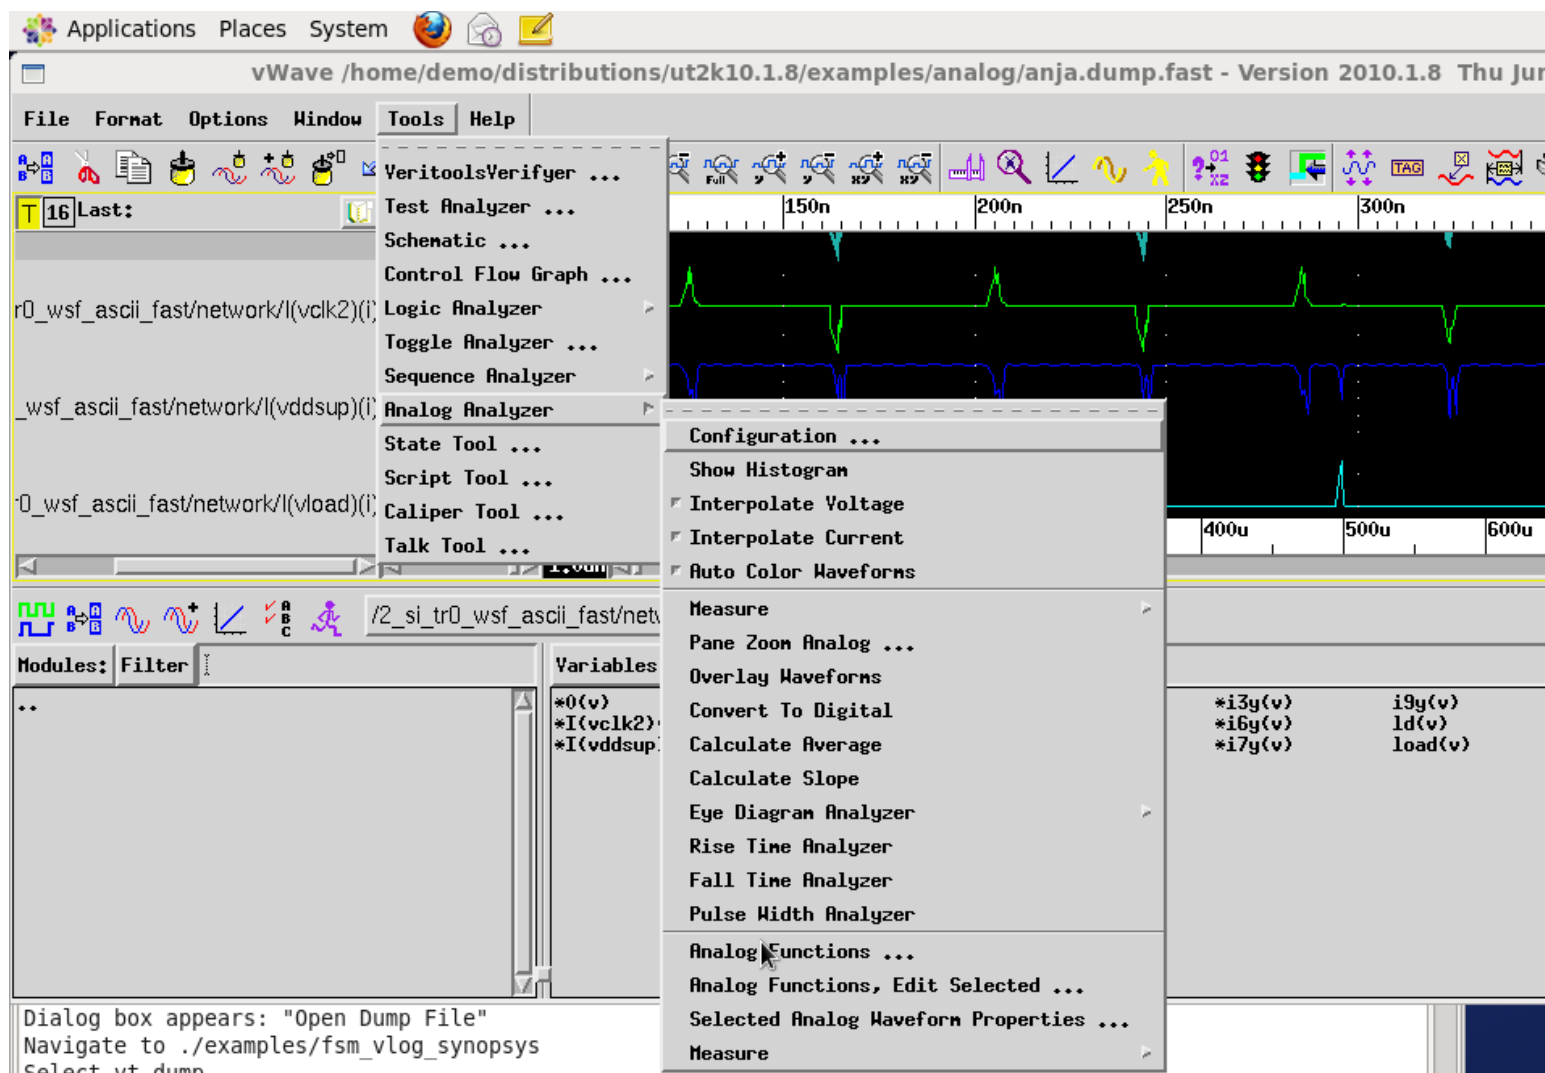 Applications Places System
vWave /home/demo/distributions/ut2k10.1.8/examples/analog/anja.dump.fast - Version 2010.1.8 Thu Jun
File Format Options Window Tools Help
VeritoolsVerifyer ...
Test Analyzer ...
Schematic ...
Control Flow Graph ...
Logic Analyzer
Toggle Analyzer ...
Sequence Analyzer
Analog Analyzer
State Tool ...
Script Tool ...
Caliper Tool ...
Talk Tool ...
Full
TAG
T 16 Last:
150n 200n 250n 300n
r0_wsf_ascii_fast/network/I(vclk2)(i)
_wsf_ascii_fast/network/I(vddsup)(i)
r0_wsf_ascii_fast/network/I(vload)(i)
400u 500u 600u
Configuration ...
Show Histogram
Interpolate Voltage
Interpolate Current
Auto Color Waveforms
Measure
Pane Zoom Analog ...
Overlay Waveforms
Convert To Digital
Calculate Average
Calculate Slope
Eye Diagram Analyzer
Rise Time Analyzer
Fall Time Analyzer
Pulse Width Analyzer
Analog Functions ...
Analog Functions, Edit Selected ...
Selected Analog Waveform Properties ...
Measure
/2_si_tr0_wsf_ascii_fast/netw
Modules: Filter
Variables
..
*0(v) *i3y(v) i9y(v)
*I(vclk2) *i6y(v) ld(v)
*I(vddsup) *i7y(v) load(v)
Dialog box appears: "Open Dump File"
Navigate to ./examples/fsm_vlog_synopsys
Select vt.dump